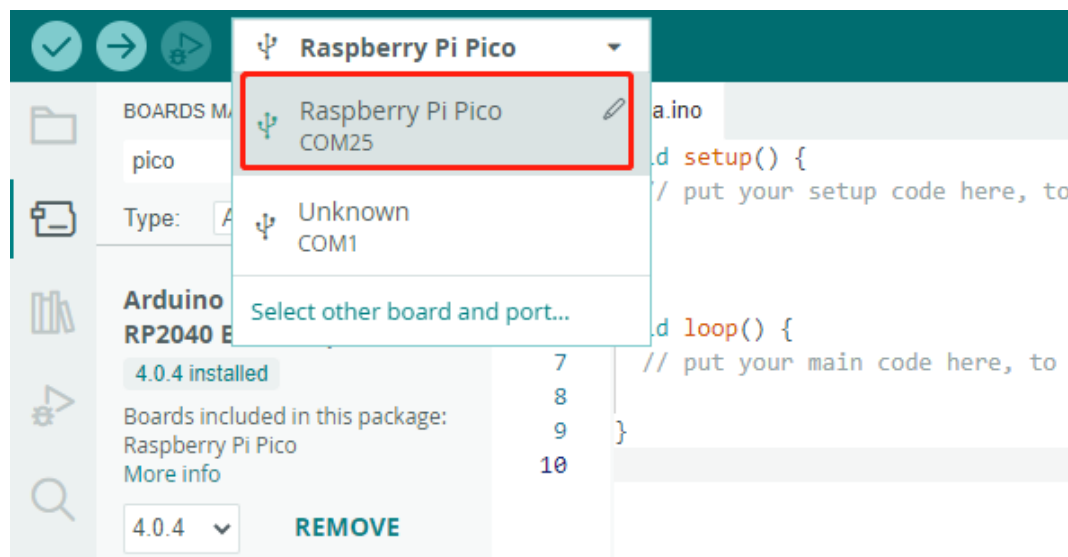 Raspberry Pi Pico
Raspberry Pi Pico
COM25
Unknown
COM1
Select other board and port...
BOARDS MA
pico
Type:
Arduino
RP2040
4.0.4 installed
Boards included in this package:
Raspberry Pi Pico
More info
4.0.4
REMOVE
a.ino
d setup() {
// put your setup code here, to
d loop() {
7 // put your main code here, to
8
9 }
10